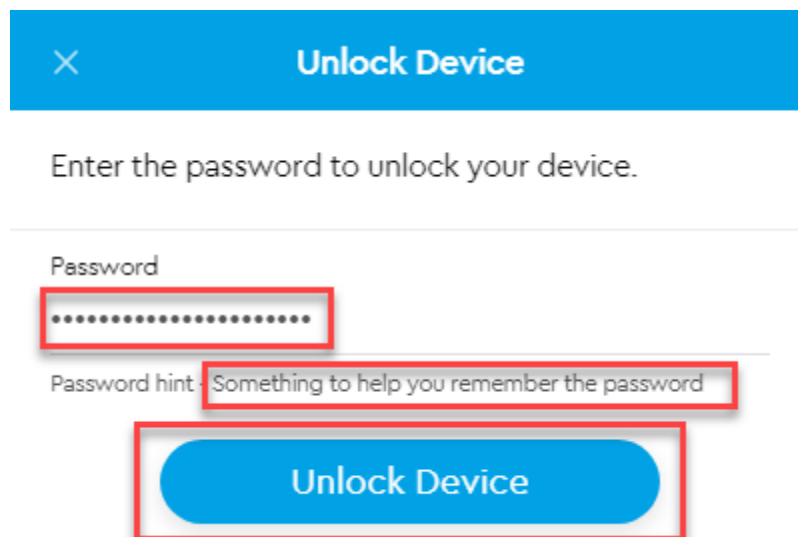 Unlock Device
Enter the password to unlock your device.
Password
••••••••••••••••••••••
Password hint - Something to help you remember the password
Unlock Device